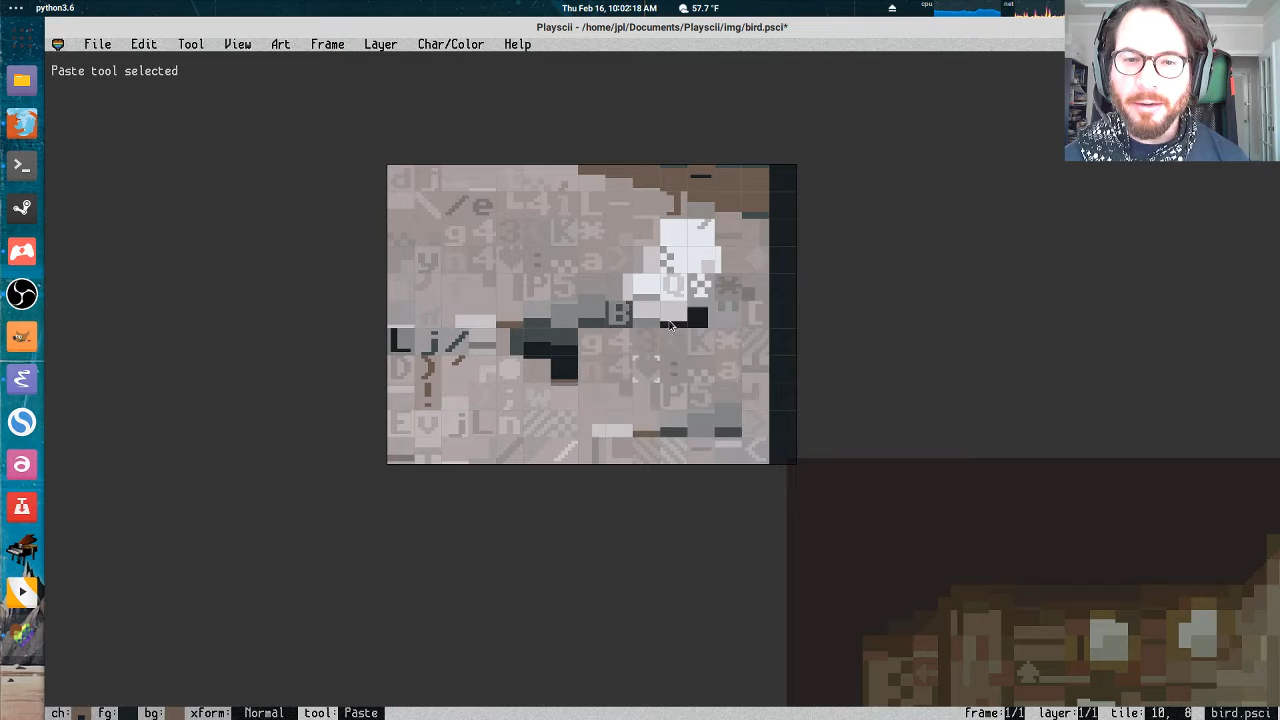 python3.6 Thu Feb 16, 10:02:18 AM 57.7 °F cpu net
Playscii - /home/jpl/Documents/Playscii/img/bird.psci*
File Edit Tool View Art Frame Layer Char/Color Help
Paste tool selected
ch: fg: bg: xform: Normal tool: Paste frame:1/1 layer:1/1 tile: 10, 8 bird.psci